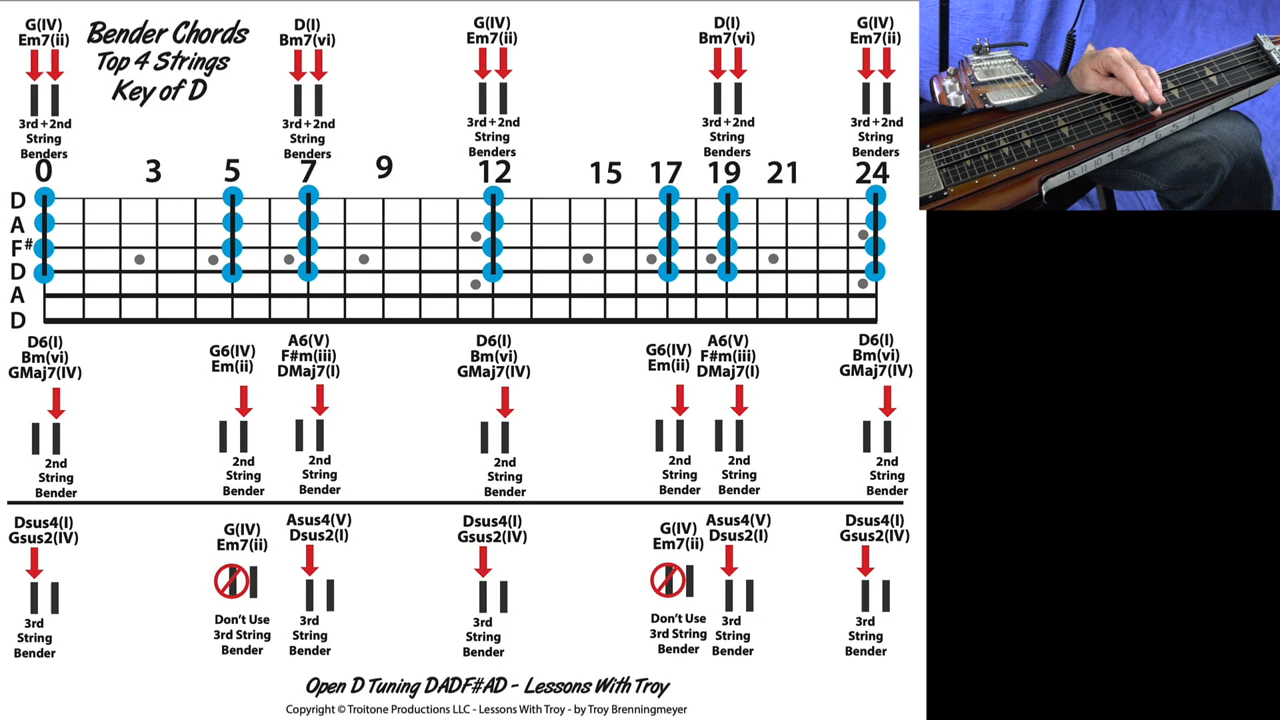 G(IV)
Em7(ii)
Bender Chords
Top 4 Strings
Key of D
D(I)
Bm7(vi)
G(IV)
Em7(ii)
D(I)
Bm7(vi)
G(IV)
Em7(ii)
3rd+2nd
String
Benders
3rd+2nd
String
Benders
3rd+2nd
String
Benders
3rd+2nd
String
Benders
3rd+2nd
String
Benders
0 3 5 7 9 12 15 17 19 21 24
D
A
F#
D
A
D
D6(I)
Bm(vi)
GMaj7(IV)
G6(IV)
Em(ii)
A6(V)
F#m(iii)
DMaj7(I)
D6(I)
Bm(vi)
GMaj7(IV)
G6(IV)
Em(ii)
A6(V)
F#m(iii)
DMaj7(I)
D6(I)
Bm(vi)
GMaj7(IV)
2nd
String
Bender
2nd
String
Bender
2nd
String
Bender
2nd
String
Bender
2nd
String
Bender
2nd
String
Bender
2nd
String
Bender
Dsus4(I)
Gsus2(IV)
G(IV)
Em7(ii)
Asus4(V)
Dsus2(I)
Dsus4(I)
Gsus2(IV)
G(IV)
Em7(ii)
Asus4(V)
Dsus2(I)
Dsus4(I)
Gsus2(IV)
3rd
String
Bender
Don't Use
3rd String
Bender
3rd
String
Bender
3rd
String
Bender
Don't Use
3rd String
Bender
3rd
String
Bender
3rd
String
Bender
Open D Tuning DADF#AD - Lessons With Troy
Copyright © Troitone Productions LLC - Lessons With Troy - by Troy Brenningmeyer